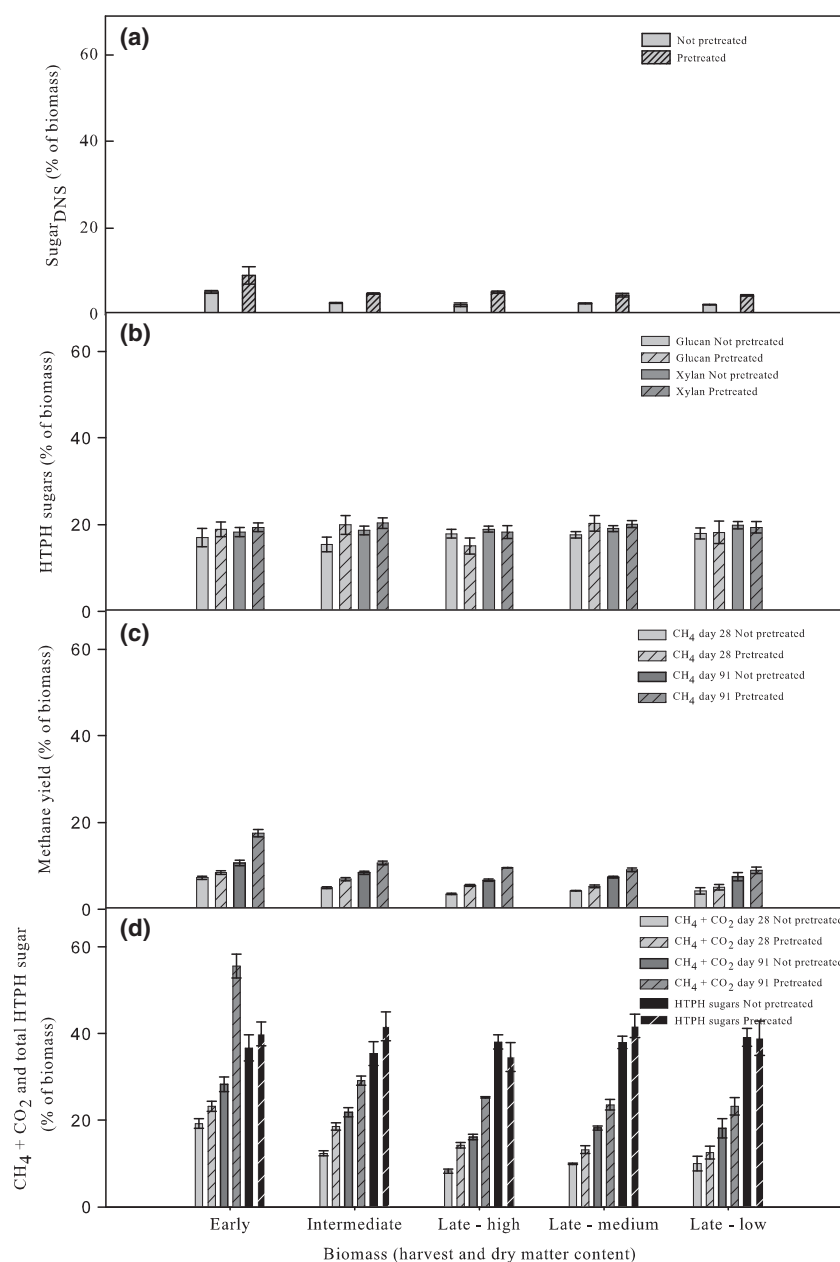 (a)
Not pretreated
Pretreated
60
40
20
0
Sugar DNS (% of biomass)
(b)
Glucan Not pretreated
Glucan Pretreated
Xylan Not pretreated
Xylan Pretreated
60
40
20
0
HTPH sugars (% of biomass)
(c)
CH4 day 28 Not pretreated
CH4 day 28 Pretreated
CH4 day 91 Not pretreated
CH4 day 91 Pretreated
60
40
20
0
Methane yield (% of biomass)
(d)
CH4 + CO2 day 28 Not pretreated
CH4 + CO2 day 28 Pretreated
CH4 + CO2 day 91 Not pretreated
CH4 + CO2 day 91 Pretreated
HTPH sugars Not pretreated
HTPH sugars Pretreated
60
40
20
0
CH4 + CO2 and total HTPH sugar
(% of biomass)
Early Intermediate Late - high Late - medium Late - low
Biomass (harvest and dry matter content)